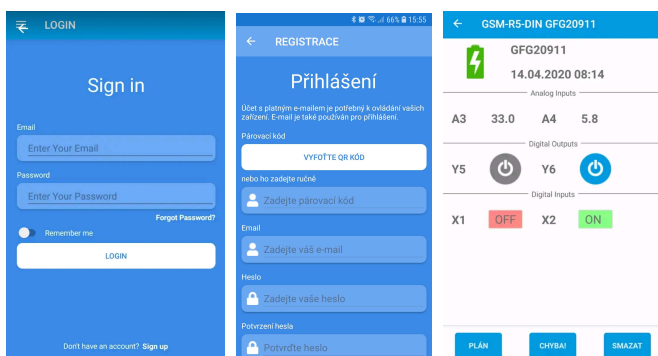 LOGIN
Sign in
Email
Enter Your Email
Password
Enter Your Password
Forgot Password?
Remember me
LOGIN
Don't have an account? Sign up
66% 15:55
REGISTRACE
Přihlášení
Účet s platným e-mailem je potřebný k ovládání vašich
zařízení. E-mail je také používán pro přihlášení.
Párovací kód
VYFOŤTE QR KÓD
nebo ho zadejte ručně
Zadejte párovací kód
Email
Zadejte váš e-mail
Heslo
Zadejte vaše heslo
Potvrzení hesla
Potvrďte heslo
GSM-R5-DIN GFG20911
GFG20911
14.04.2020 08:14
Analog Inputs
A3 33.0 A4 5.8
Digital Outputs
Y5 Y6
Digital Inputs
X1 OFF X2 ON
PLÁN CHYBA! SMAZAT